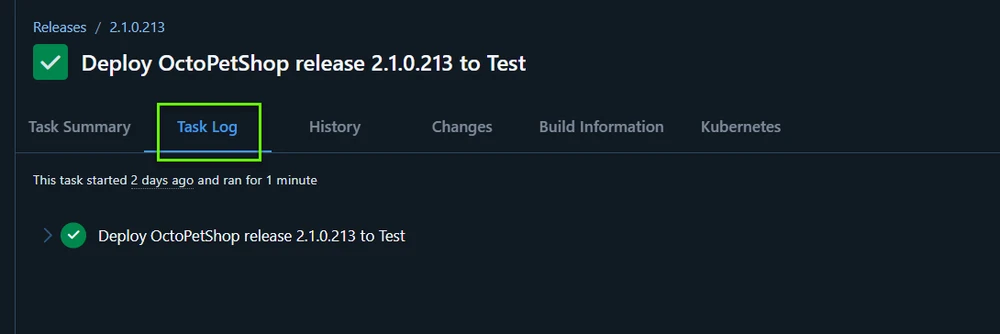 Releases / 2.1.0.213
Deploy OctoPetShop release 2.1.0.213 to Test
Task Summary Task Log History Changes Build Information Kubernetes
This task started 2 days ago and ran for 1 minute
Deploy OctoPetShop release 2.1.0.213 to Test